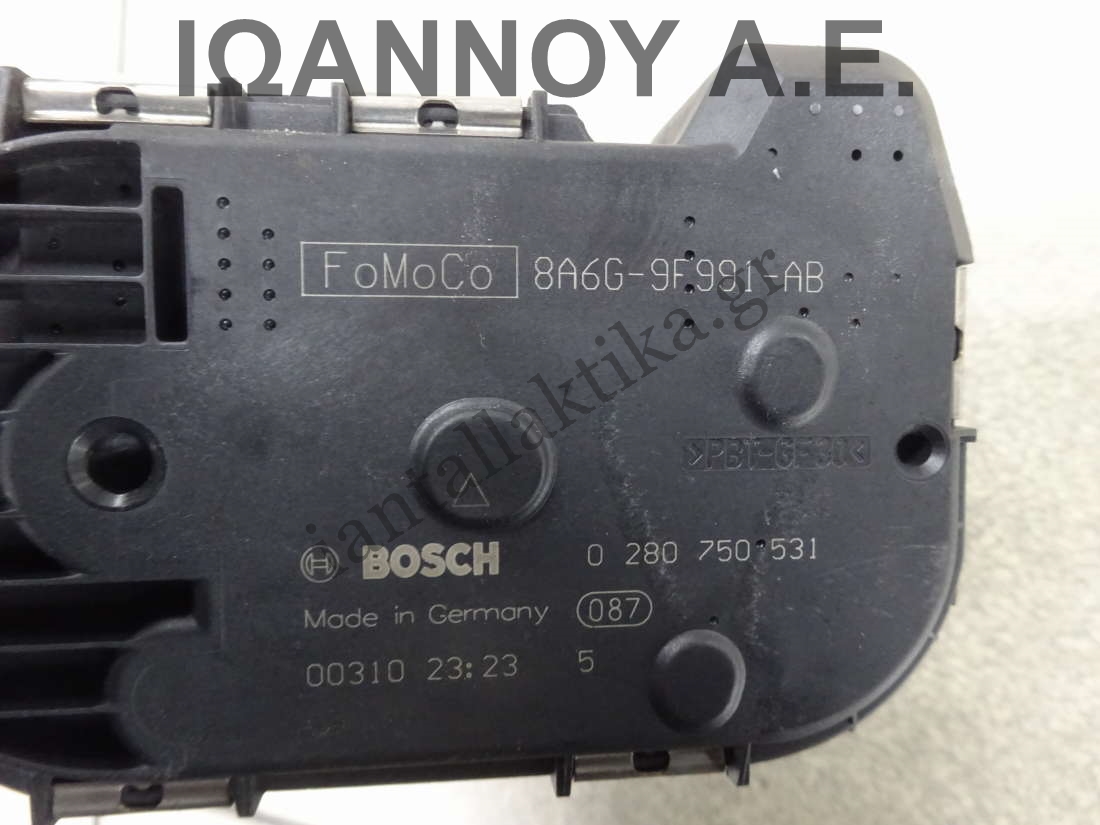 IQANNOY A.E.
FoMoCo 8A6G-9F991-AB
>PBT-GF30<
iantallaktika.gr
BOSCH 0 280 750 531
Made in Germany 087
00310 23:23 5